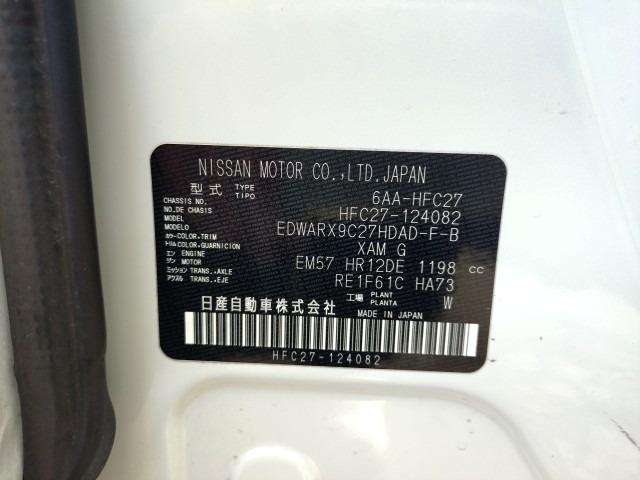 NISSAN MOTOR CO.,LTD.JAPAN
型式 TYPE TIPO 6AA-HFC27
CHASSIS NO. NO.DE CHASIS HFC27-124082
MODEL MODELO EDWARX9C27HDAD-F-B
カラー COLOR,TRIM トリム COLOR,GUARNICION XAM G
エン ENGINE ジン MOTOR EM57 HR12DE 1198 cc
ミッション TRANS.,AXLE アクスル TRANS.,EJE RE1F61C HA73
工場 PLANT PLANTA W
日産自動車株式会社 MADE IN JAPAN
HFC27-124082